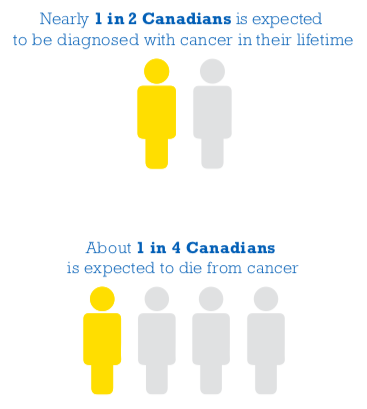 Nearly 1 in 2 Canadians is expected
to be diagnosed with cancer in their lifetime
About 1 in 4 Canadians
is expected to die from cancer